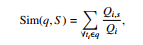 Sim(q, S) = ∑_{∀t_i∈q} Q_{i,s} / Q_i,